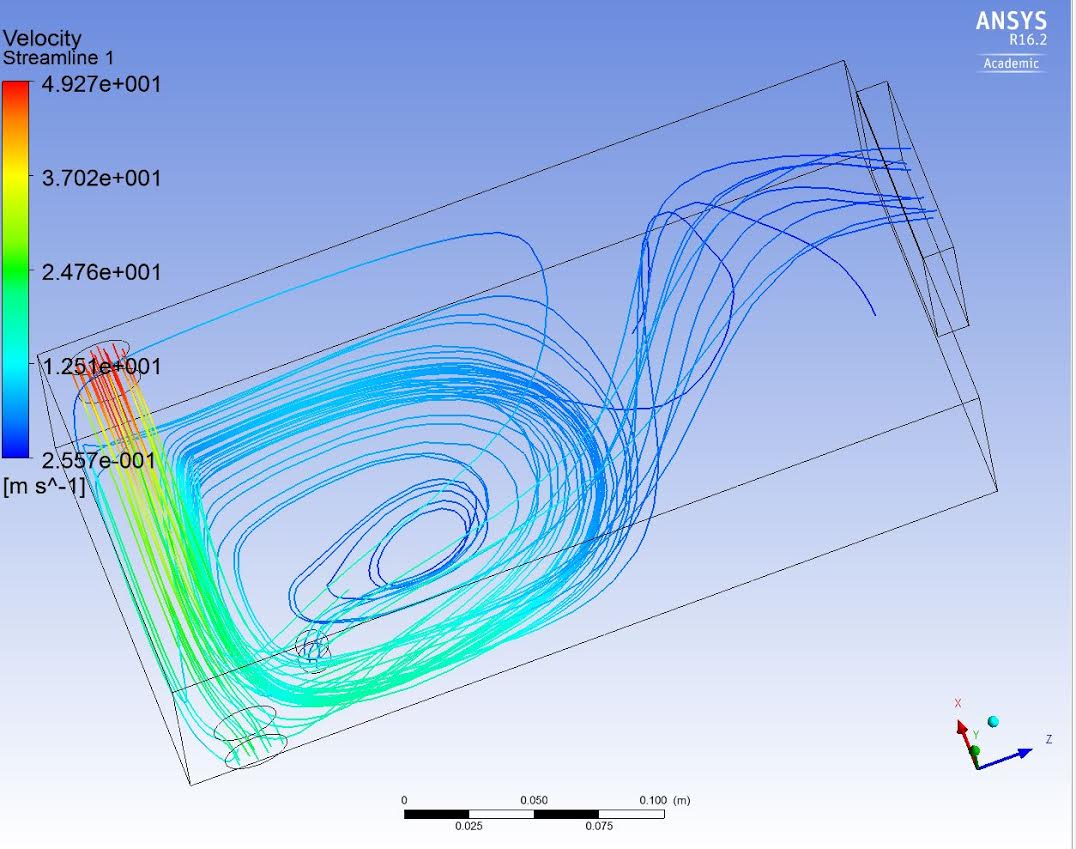 ANSYS
R16.2
Academic
Velocity
Streamline 1
4.927e+001
3.702e+001
2.476e+001
1.251e+001
2.557e-001
[m s^-1]
X
Y
Z
0 0.050 0.100 (m)
0.025 0.075